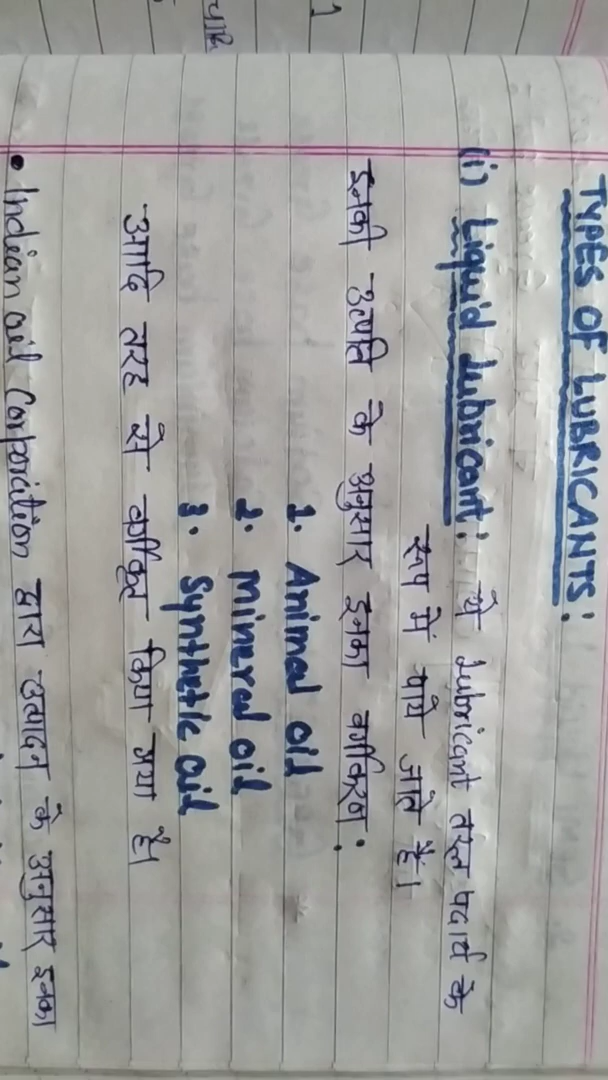 TYPES OF LUBRICANTS:
(i) Liquid Lubricant: ये Lubricant तरल पदार्थ के
रूप में पाये जाते हैं।
इनकी उत्पत्ति के अनुसार इनका वर्गीकरण:
1. Animal oil
2. Mineral oil
3. Synthetic oil
आदि तरह से वर्गीकृत किया गया है।
• Indian oil Corporation द्वारा उत्पादन के अनुसार इनका